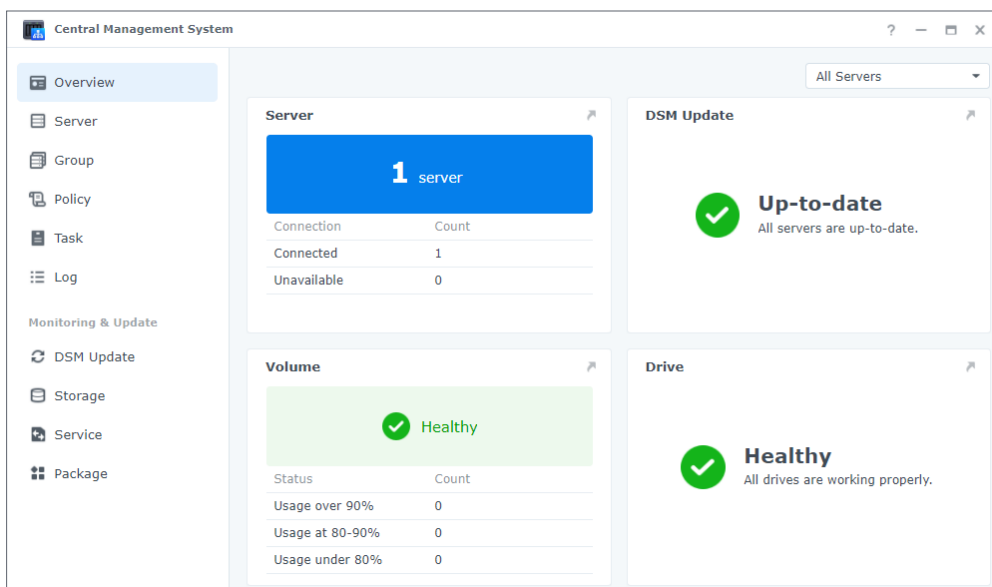 Central Management System
?
Overview
Server
Group
Policy
Task
Log
Monitoring & Update
DSM Update
Storage
Service
Package
All Servers
Server
1 server
Connection Count
Connected 1
Unavailable 0
DSM Update
Up-to-date
All servers are up-to-date.
Volume
Healthy
Status Count
Usage over 90% 0
Usage at 80-90% 0
Usage under 80% 0
Drive
Healthy
All drives are working properly.